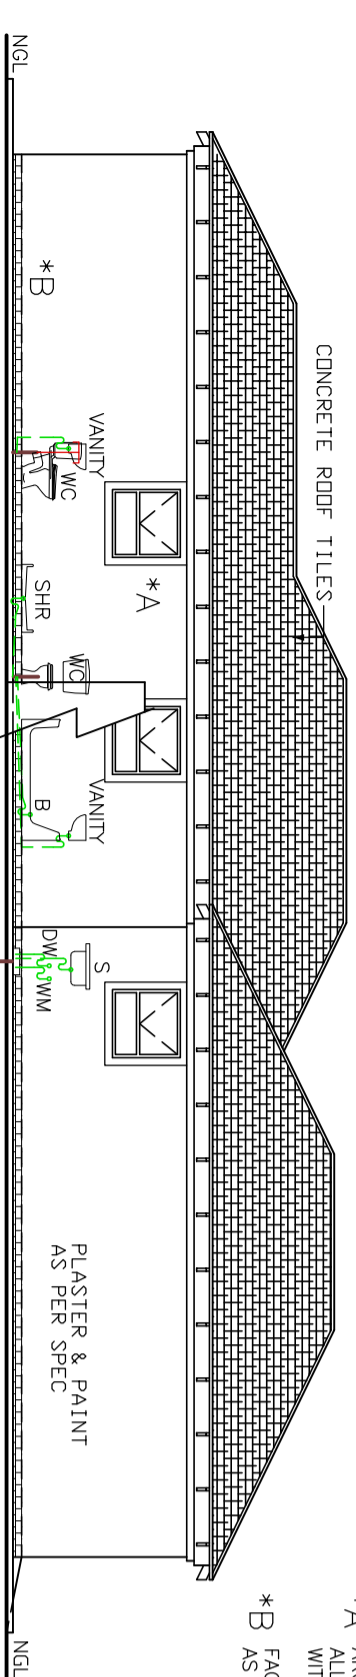 CONCRETE ROOF TILES
NGL
*B
VANITY
WC
SHR
*A
WC
VANITY
B
DW
WM
S
PLASTER & PAINT
AS PER SPEC
*A
ALL
WIT
*B
FAC
AS
NGL